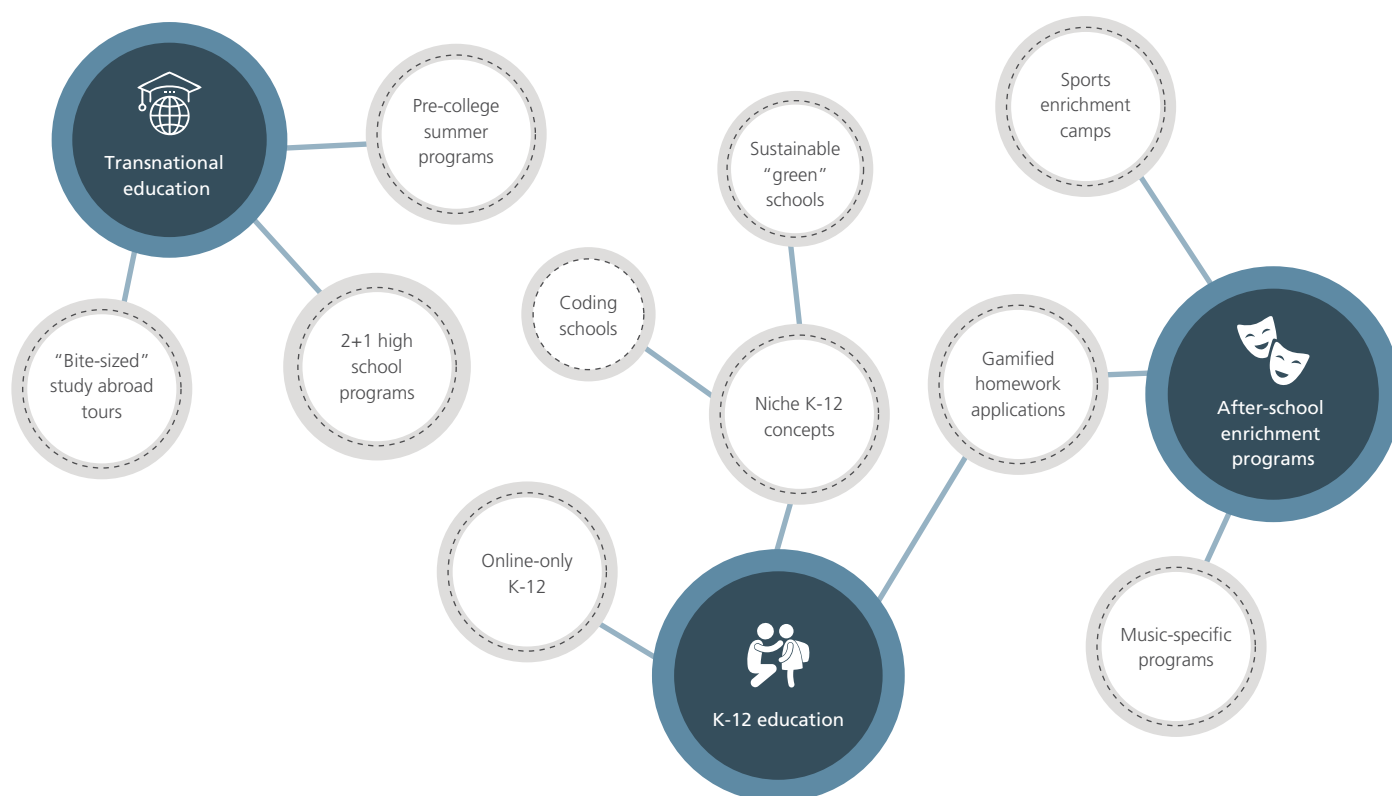 Transnational
education
Pre-college
summer
programs
“Bite-sized”
study abroad
tours
2+1 high
school
programs
Sustainable
“green”
schools
Coding
schools
Niche K-12
concepts
Online-only
K-12
K-12 education
Sports
enrichment
camps
Gamified
homework
applications
After-school
enrichment
programs
Music-specific
programs